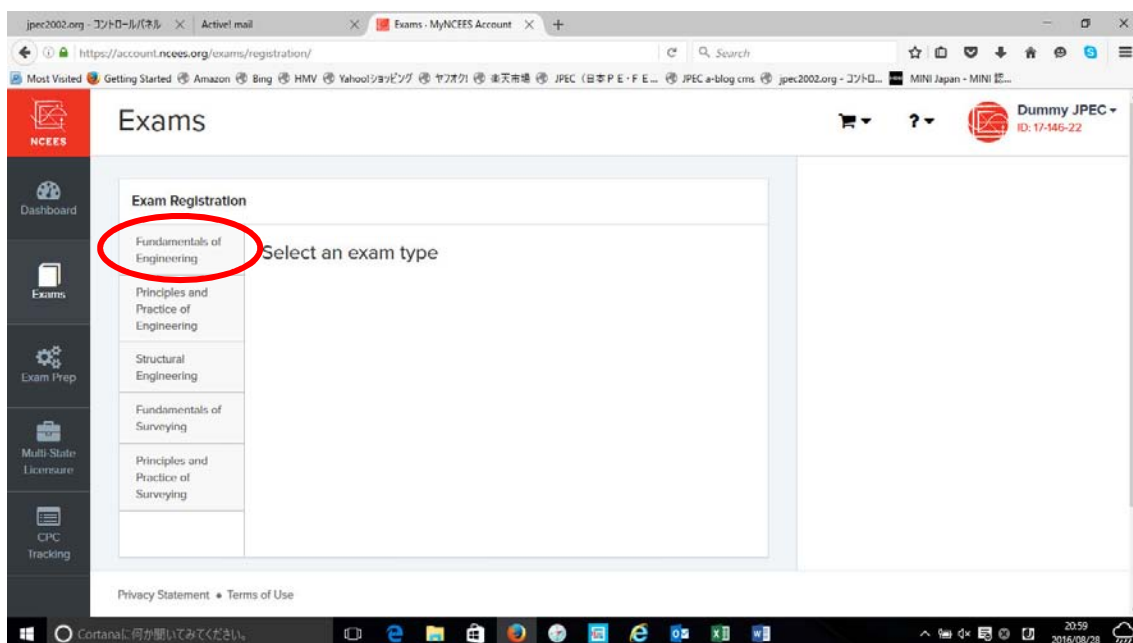 jpec2002.org - コントロールパネル
Active! mail
Exams - MyNCEES Account
https://account.ncees.org/exams/registration/
Search
Most Visited Getting Started Amazon Bing HMV Yahoo!ショッピング ヤフオク! 楽天市場 JPEC (日本ＰＥ・ＦＥ... JPEC a-blog cms jpec2002.org - コントロ... MINI Japan - MINI 認...
NCEES
Exams
?
Dummy JPEC
ID: 17-146-22
Dashboard
Exams
Exam Prep
Multi-State
Licensure
CPC
Tracking
Exam Registration
Fundamentals of
Engineering
Principles and
Practice of
Engineering
Structural
Engineering
Fundamentals of
Surveying
Principles and
Practice of
Surveying
Select an exam type
Privacy Statement • Terms of Use
Cortanaに何か聞いてみてください。
20:59
2016/08/28